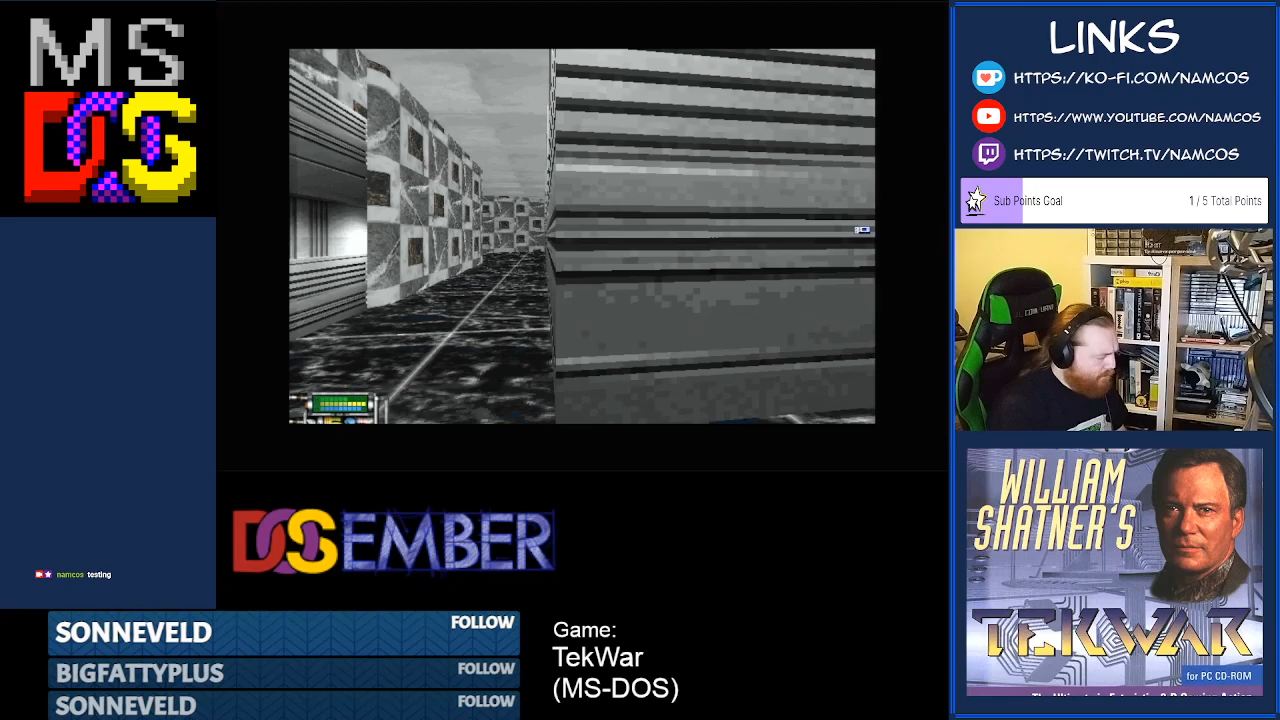 MS
DOS
LINKS
HTTPS://KO-FI.COM/NAMCOS
HTTPS://WWW.YOUTUBE.COM/NAMCOS
HTTPS://TWITCH.TV/NAMCOS
Sub Points Goal 1 / 5 Total Points
WILLIAM
SHATNER'S
TEKWAR
for PC CD-ROM
DOSEMBER
namcos testing
SONNEVELD FOLLOW
BIGFATTYPLUS FOLLOW
SONNEVELD FOLLOW
Game:
TekWar
(MS-DOS)